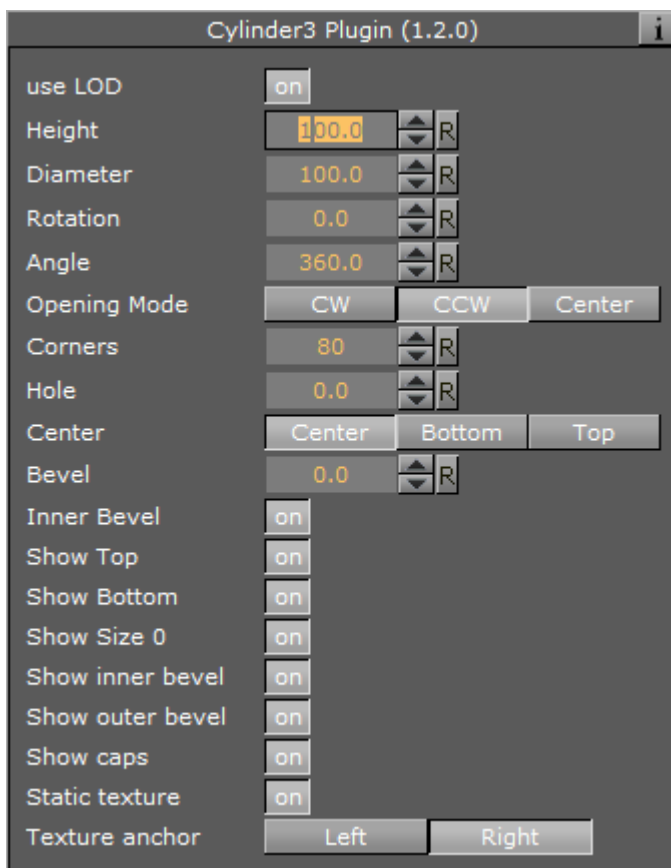 Cylinder3 Plugin (1.2.0) i
use LOD on
Height 100.0 R
Diameter 100.0 R
Rotation 0.0 R
Angle 360.0 R
Opening Mode CW CCW Center
Corners 80 R
Hole 0.0 R
Center Center Bottom Top
Bevel 0.0 R
Inner Bevel on
Show Top on
Show Bottom on
Show Size 0 on
Show inner bevel on
Show outer bevel on
Show caps on
Static texture on
Texture anchor Left Right